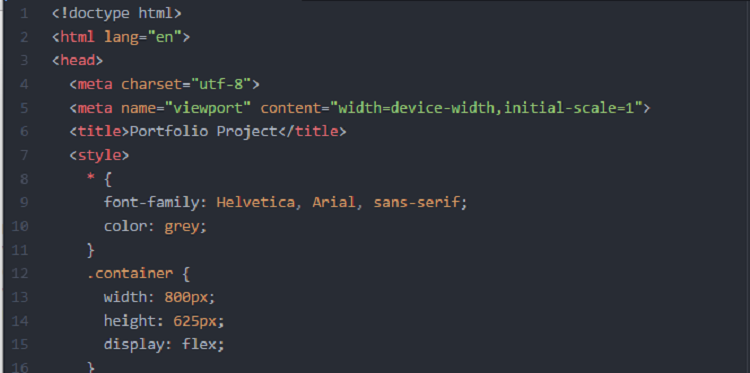 1 <!doctype html>
2 <html lang="en">
3 <head>
4 <meta charset="utf-8">
5 <meta name="viewport" content="width=device-width,initial-scale=1">
6 <title>Portfolio Project</title>
7 <style>
8 * {
9 font-family: Helvetica, Arial, sans-serif;
10 color: grey;
11 }
12 .container {
13 width: 800px;
14 height: 625px;
15 display: flex;
16 }